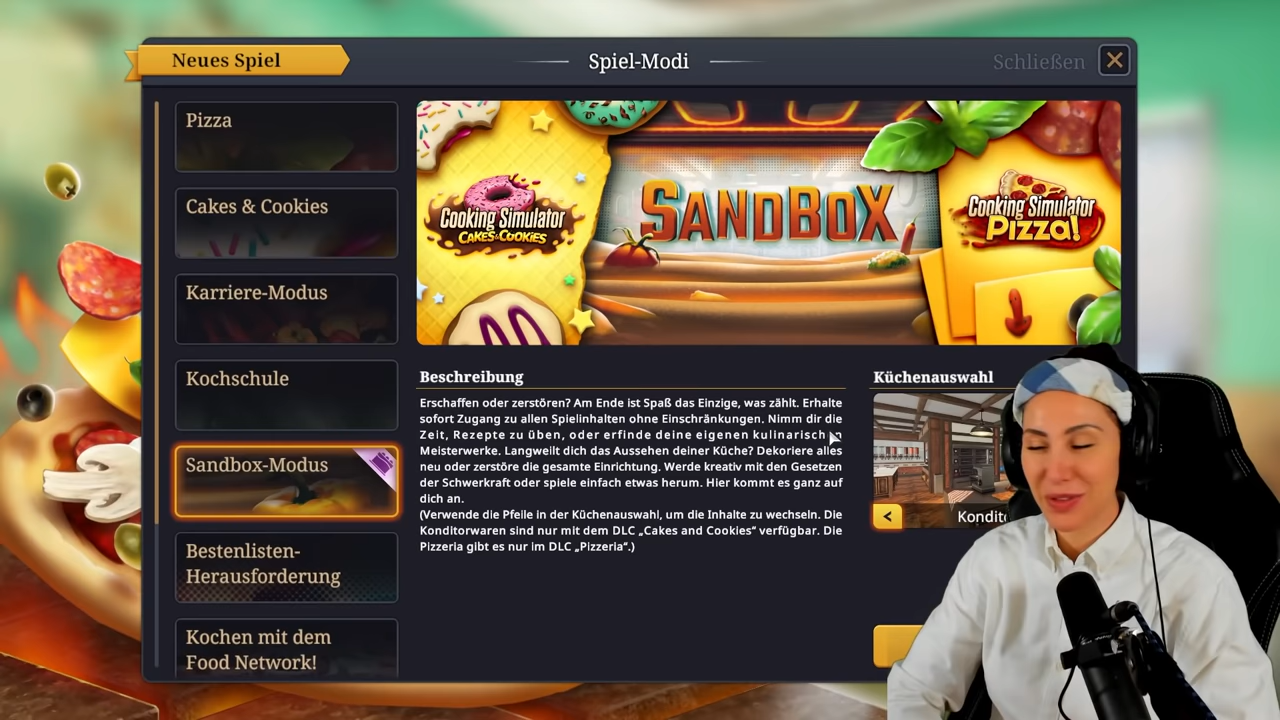 Neues Spiel
Spiel-Modi
Schließen
Pizza
Cakes & Cookies
Karriere-Modus
Kochschule
Sandbox-Modus
Bestenlisten-
Herausforderung
Kochen mit dem
Food Network!
Cooking Simulator
CAKES & COOKIES
SANDBOX
Cooking Simulator
Pizza!
Beschreibung
Erschaffen oder zerstören? Am Ende ist Spaß das Einzige, was zählt. Erhalte
sofort Zugang zu allen Spielinhalten ohne Einschränkungen. Nimm dir die
Zeit, Rezepte zu üben, oder erfinde deine eigenen kulinarischen
Meisterwerke. Langweilt dich das Aussehen deiner Küche? Dekoriere alles
neu oder zerstöre die gesamte Einrichtung. Werde kreativ mit den Gesetzen
der Schwerkraft oder spiele einfach etwas herum. Hier kommt es ganz auf
dich an.
(Verwende die Pfeile in der Küchenauswahl, um die Inhalte zu wechseln. Die
Konditorwaren sind nur mit dem DLC „Cakes and Cookies“ verfügbar. Die
Pizzeria gibt es nur im DLC „Pizzeria“.)
Küchenauswahl
<
Kondit